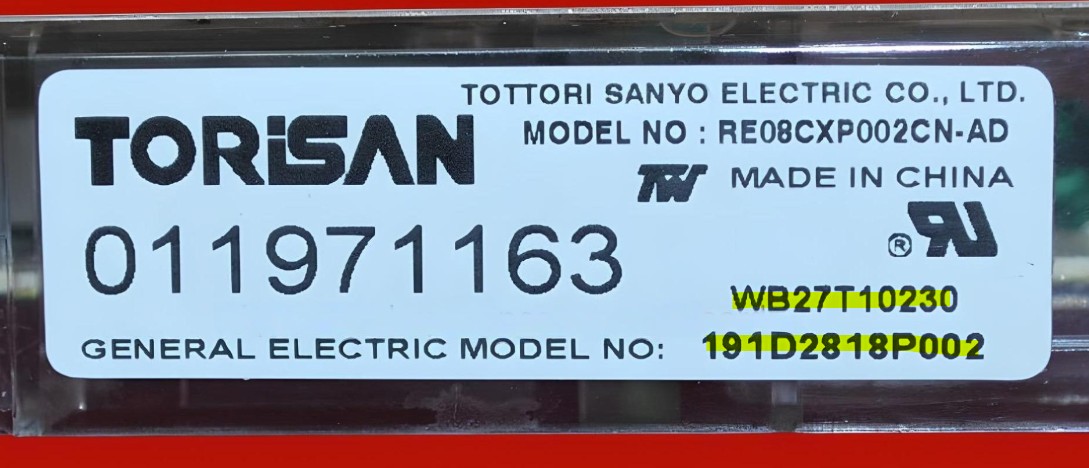 TOTTORI SANYO ELECTRIC CO., LTD.
TORiSAN
MODEL NO : RE08CXP002CN-AD
MADE IN CHINA
011971163
®
WB27T10230
GENERAL ELECTRIC MODEL NO: 191D2818P002